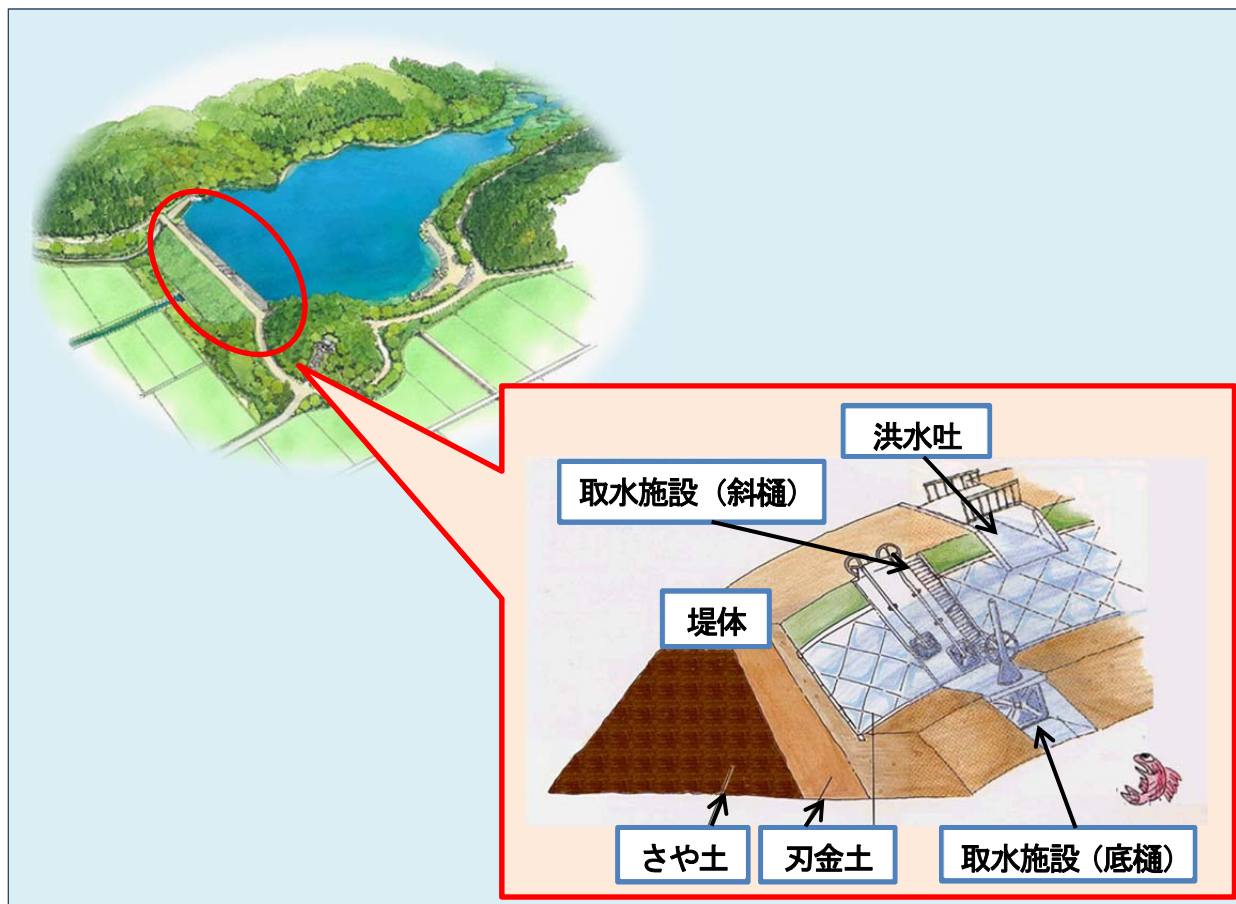 洪水吐
取水施設（斜樋）
堤体
さや土
刃金土
取水施設（底樋）